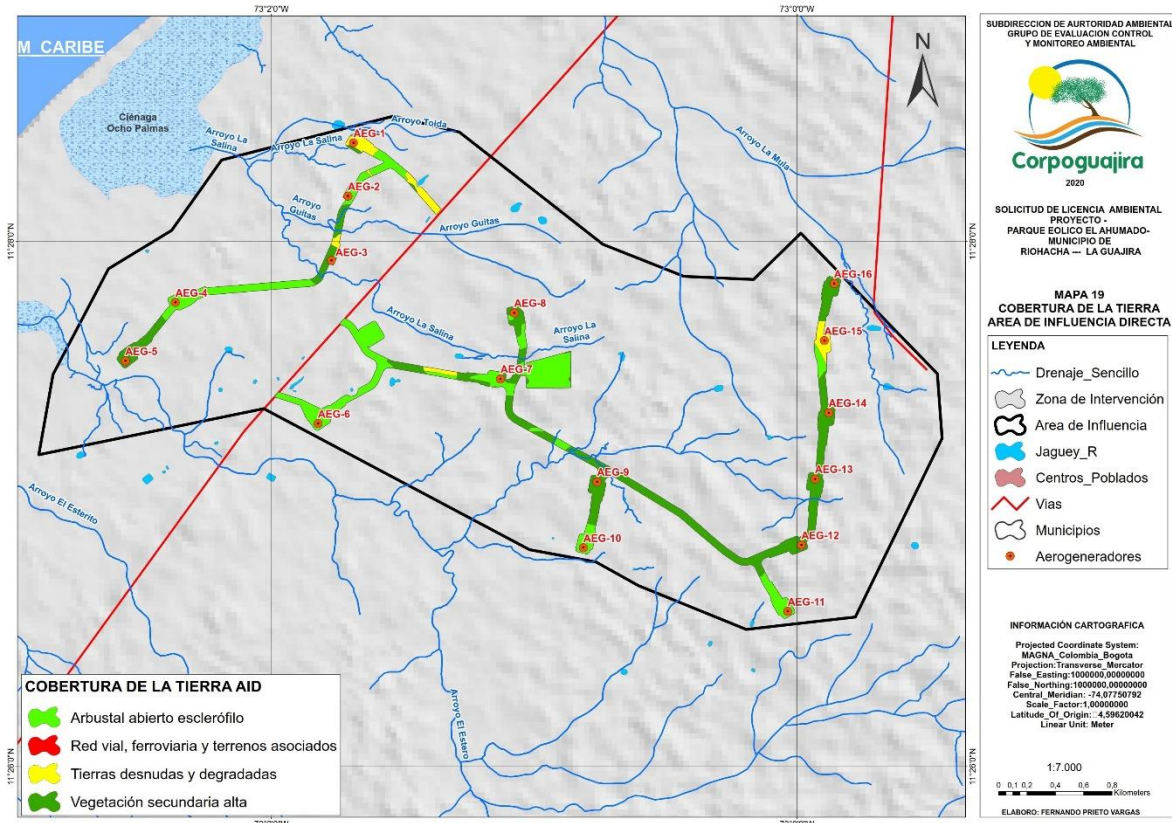 73°2'0"W
73°0'0"W
M_CARIBE
Ciénaga
Ocho Palmas
Arroyo La
Salina
Arroyo La Salina
Arroyo Tolda
AEG-1
AEG-2
Arroyo
Guitas
Arroyo Guitas
Arroyo La Mula
N
11°28'0"N
11°28'0"N
AEG-3
AEG-4
AEG-5
Arroyo La Salina
AEG-8
Arroyo La
Salina
AEG-7
AEG-6
AEG-16
AEG-15
AEG-14
AEG-9
AEG-13
AEG-10
AEG-12
AEG-11
Arroyo El Esterito
Arroyo El Estero
11°26'0"N
11°26'0"N
COBERTURA DE LA TIERRA AID
Arbustal abierto esclerófilo
Red vial, ferroviaria y terrenos asociados
Tierras desnudas y degradadas
Vegetación secundaria alta
SUBDIRECCION DE AURTORIDAD AMBIENTAL
GRUPO DE EVALUACION CONTROL
Y MONITOREO AMBIENTAL
Corpoguajira
2020
SOLICITUD DE LICENCIA AMBIENTAL
PROYECTO -
PARQUE EOLICO EL AHUMADO-
MUNICIPIO DE
RIOHACHA --- LA GUAJIRA
MAPA 19
COBERTURA DE LA TIERRA
AREA DE INFLUENCIA DIRECTA
LEYENDA
Drenaje_Sencillo
Zona de Intervención
Area de Influencia
Jaguey_R
Centros_Poblados
Vias
Municipios
Aerogeneradores
INFORMACIÓN CARTOGRAFICA
Projected Coordinate System:
MAGNA_Colombia_Bogota
Projection:Transverse_Mercator
False_Easting:1000000,00000000
False_Northing:1000000,00000000
Central_Meridian: -74,07750792
Scale_Factor:1,00000000
Latitude_Of_Origin: 4,59620042
Linear Unit: Meter
1:7.000
0 0,1 0,2 0,4 0,6 0,8
Kilometers
ELABORO: FERNANDO PRIETO VARGAS